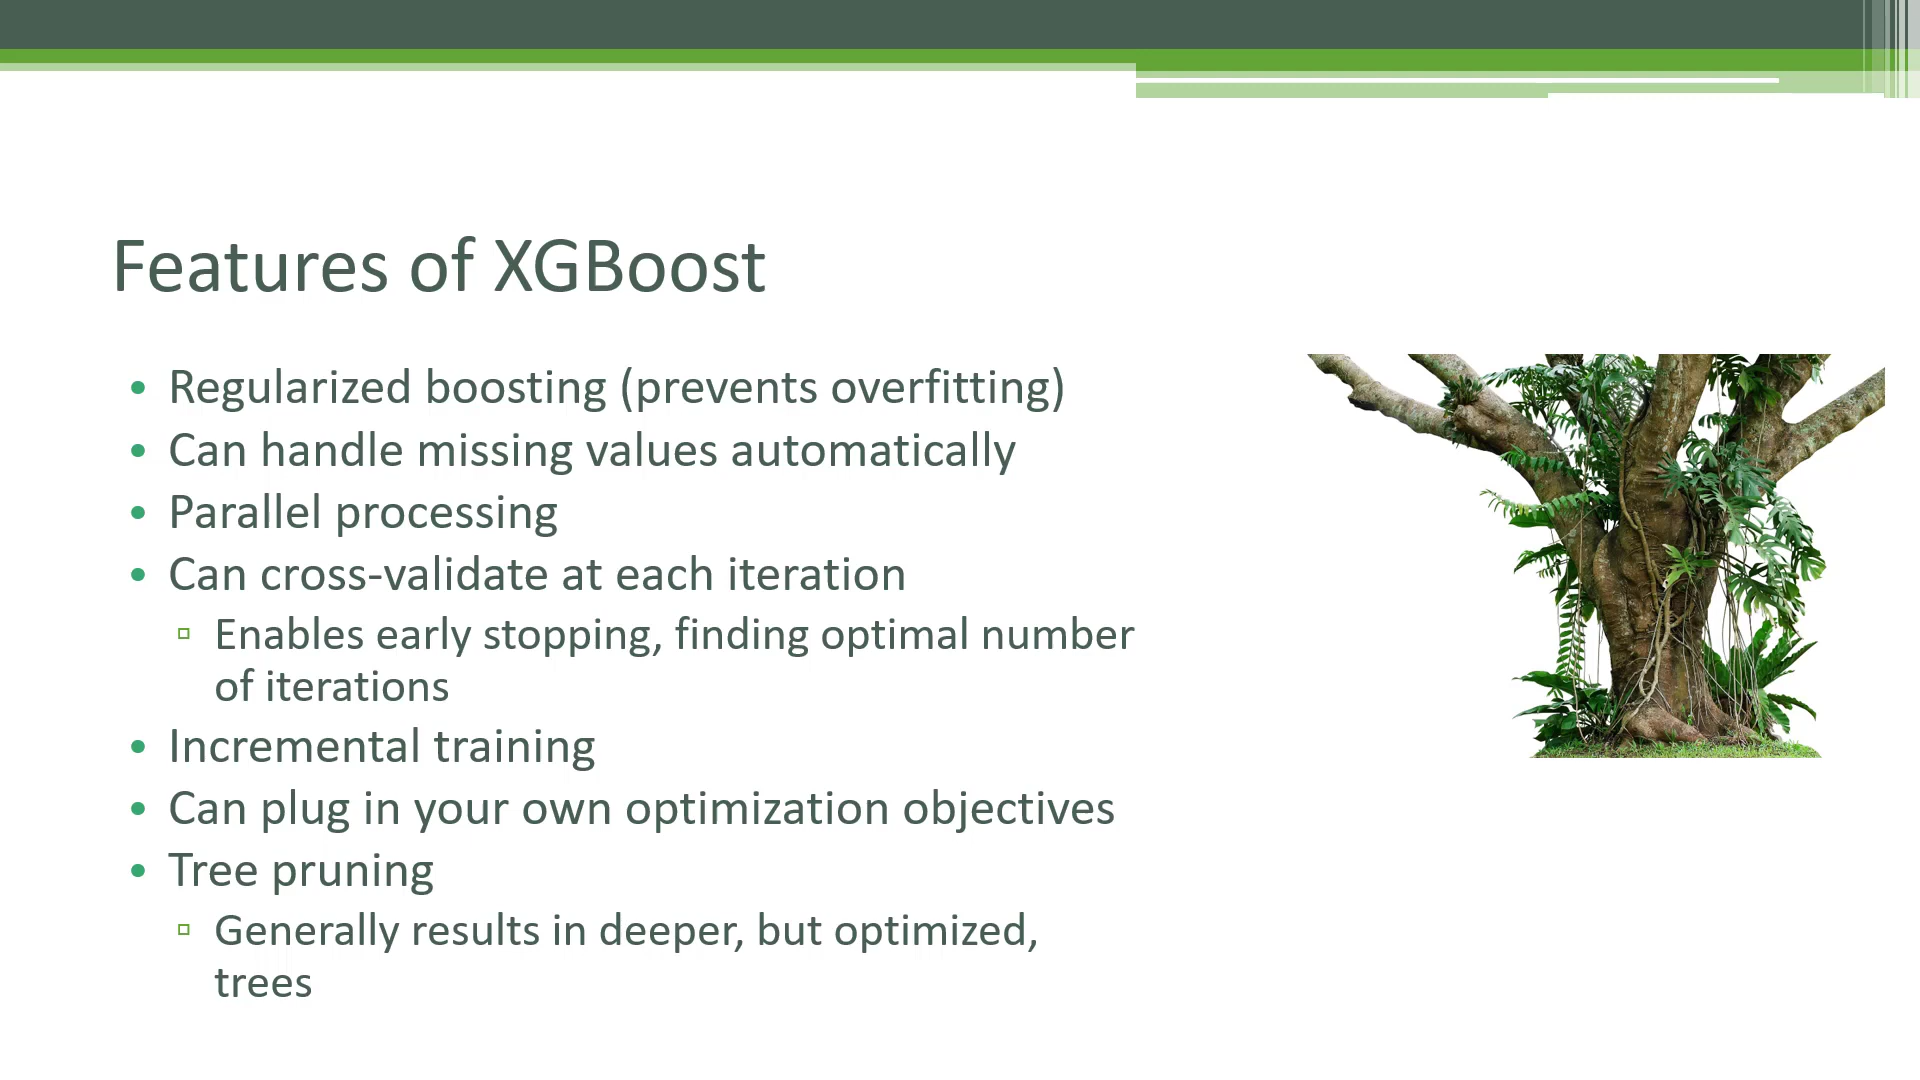 Features of XGBoost
• Regularized boosting (prevents overfitting)
• Can handle missing values automatically
• Parallel processing
• Can cross-validate at each iteration
▫ Enables early stopping, finding optimal number
of iterations
• Incremental training
• Can plug in your own optimization objectives
• Tree pruning
▫ Generally results in deeper, but optimized,
trees